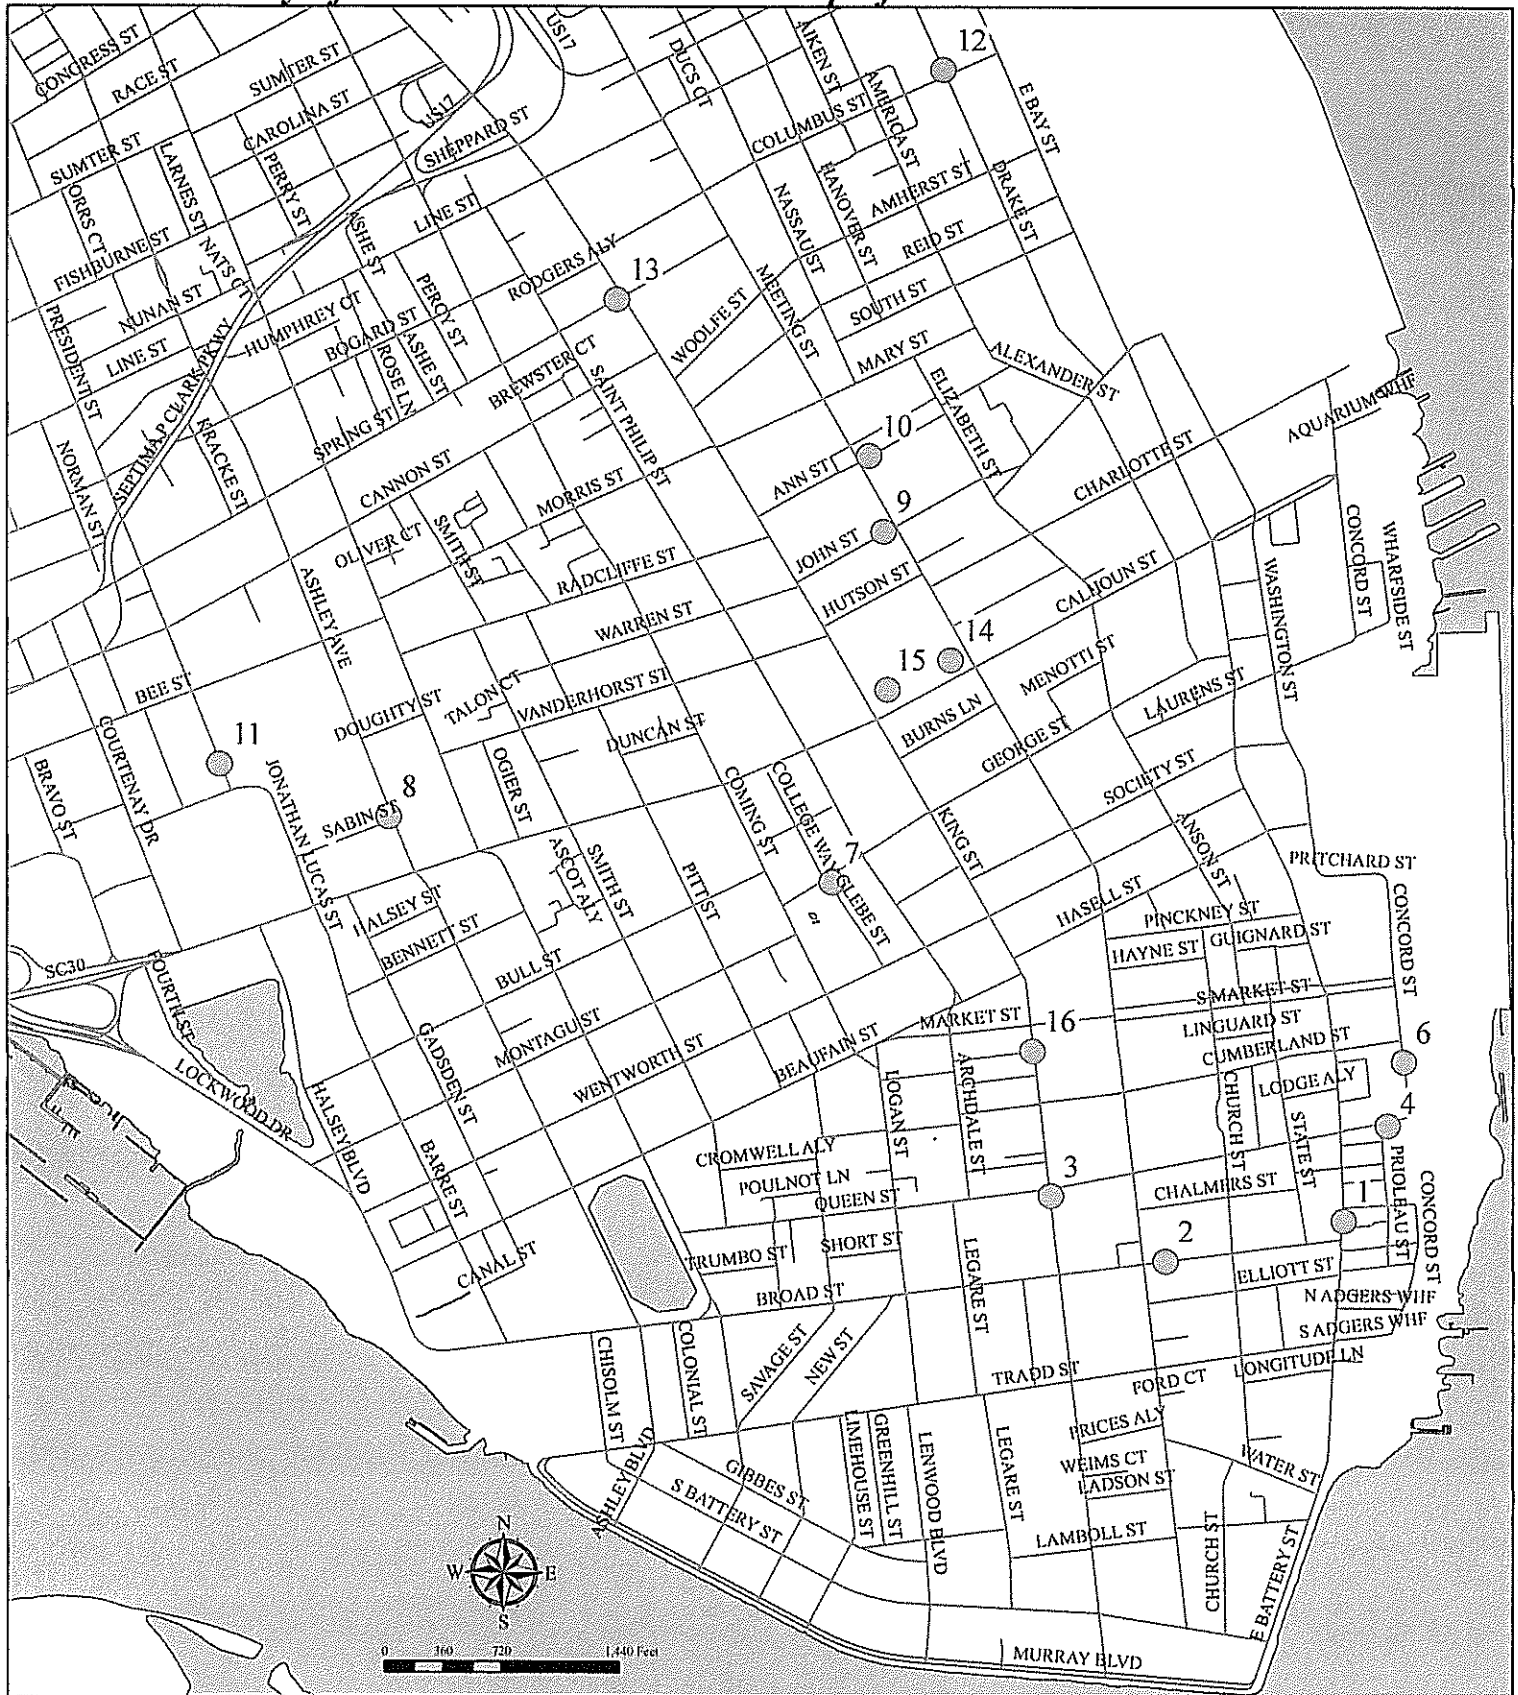 US17
CONGRESS ST
RACE ST
SUMTER ST
DUCS CT
AIKEN ST
12
AMERICA ST
CAROLINA ST
US17
SHEPPARD ST
COLUMBUS ST
E BAY ST
SUMTER ST
LARNES ST
PERRY ST
ORRS CT
HANOVER ST
AMHERST ST
DRAKE ST
NASSAU ST
LINE ST
ASHE ST
FISHBURNE ST
NATS CT
REID ST
RODGERS ALY
13
PERCY ST
MEETING ST
SOUTH ST
NUNAN ST
HUMPHREY CT
BOGARD ST
WOOLFE ST
PRESIDENT ST
LINE ST
ROSE LN
ASHE ST
BREWSTER CT
MARY ST
ALEXANDER ST
SEPTIMA P CLARK PKWY
SAINT PHILIP ST
ELIZABETH ST
AQUARIUM WHF
KRACKE ST
SPRING ST
10
NORMAN ST
CANNON ST
MORRIS ST
ANN ST
CHARLOTTE ST
9
OLIVER CT
SMITH ST
JOHN ST
CONCORD ST
WHARFSIDE ST
RADCLIFFE ST
HUTSON ST
CALHOUN ST
WASHINGTON ST
ASHLEY AVE
WARREN ST
14
15
MENOTTI ST
BEE ST
TALON CT
VANDERHORST ST
DOUGHTY ST
BURNS LN
LAURENS ST
COURTENAY DR
11
DUNCAN ST
GEORGE ST
BRAVO ST
JONATHAN LUCAS ST
8
OGIER ST
COMING ST
COLLEGE WAY
SOCIETY ST
SABIN ST
KING ST
ANSON ST
ASCOT ALY
SMITH ST
7
PRITCHARD ST
PITT ST
GLEBE ST
HALSEY ST
HASELL ST
CONCORD ST
BENNETT ST
PINCKNEY ST
HAYNE ST
GUIGNARD ST
SC30
BULL ST
FOURTH ST
S MARKET ST
MARKET ST
16
LINGUARD ST
MONTAGU ST
GADSDEN ST
CUMBERLAND ST
6
WENTWORTH ST
BEAUFAIN ST
LOCKWOOD DR
LOGAN ST
ARCHDALE ST
CHURCH ST
LODGE ALY
HALSEY BLVD
STATE ST
4
BARRE ST
CROMWELL ALY
PRIOLEAU ST
POULNOT LN
3
CHALMERS ST
CONCORD ST
QUEEN ST
1
2
CANAL ST
TRUMBO ST
SHORT ST
LEGARE ST
ELLIOTT ST
BROAD ST
N ADGERS WHF
S ADGERS WHF
CHISOLM ST
COLONIAL ST
SAVAGE ST
NEW ST
TRADD ST
LONGITUDE LN
FORD CT
LIMEHOUSE ST
GREENHILL ST
PRICES ALY
ASHLEY BLVD
LENWOOD BLVD
LEGARE ST
WEIMS CT
WATER ST
GIBBES ST
LADSON ST
S BATTERY ST
LAMBOLL ST
CHURCH ST
N
W E
S
E BATTERY ST
0 360 720 1,440 Feet
MURRAY BLVD